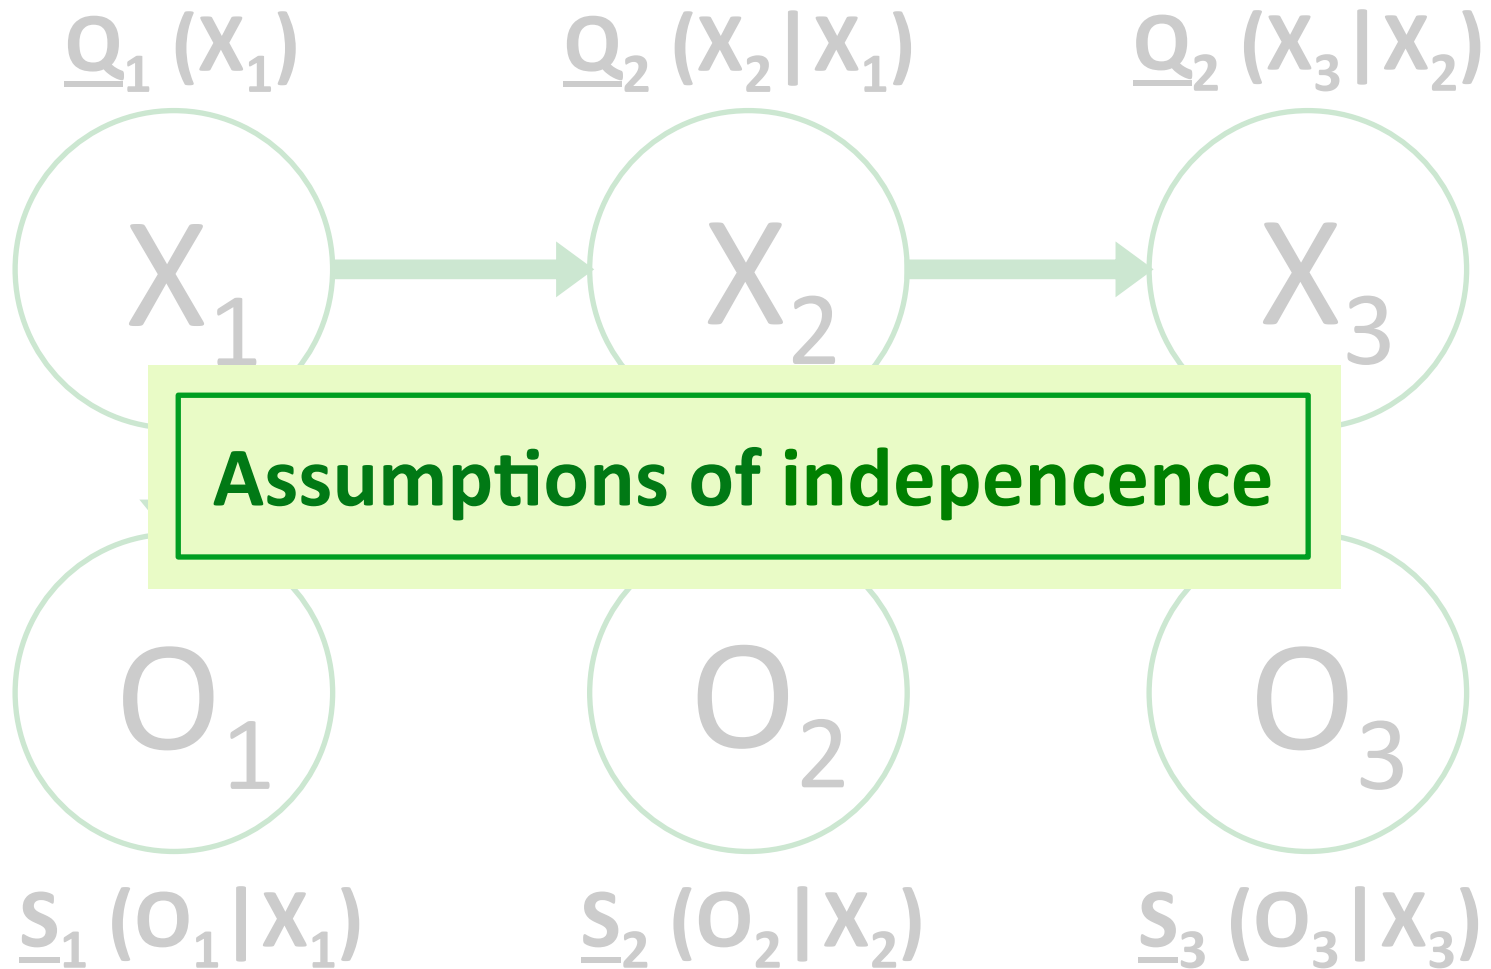 Q₁ (X₁) Q₂ (X₂|X₁) Q₂ (X₃|X₂)
X₁ X₂ X₃
Assumptions of indepencence
O₁ O₂ O₃
S₁ (O₁|X₁) S₂ (O₂|X₂) S₃ (O₃|X₃)